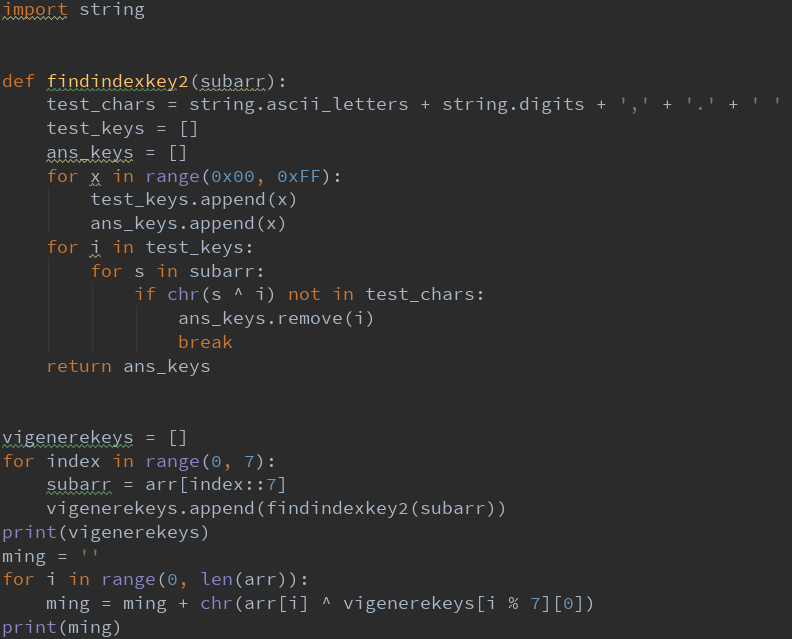 import string
def findindexkey2(subarr):
    test_chars = string.ascii_letters + string.digits + ',' + '.' + ' '
    test_keys = []
    ans_keys = []
    for x in range(0x00, 0xFF):
        test_keys.append(x)
        ans_keys.append(x)
    for i in test_keys:
        for s in subarr:
            if chr(s ^ i) not in test_chars:
                ans_keys.remove(i)
                break
    return ans_keys
vigenerekeys = []
for index in range(0, 7):
    subarr = arr[index::7]
    vigenerekeys.append(findindexkey2(subarr))
print(vigenerekeys)
ming = ''
for i in range(0, len(arr)):
    ming = ming + chr(arr[i] ^ vigenerekeys[i % 7][0])
print(ming)